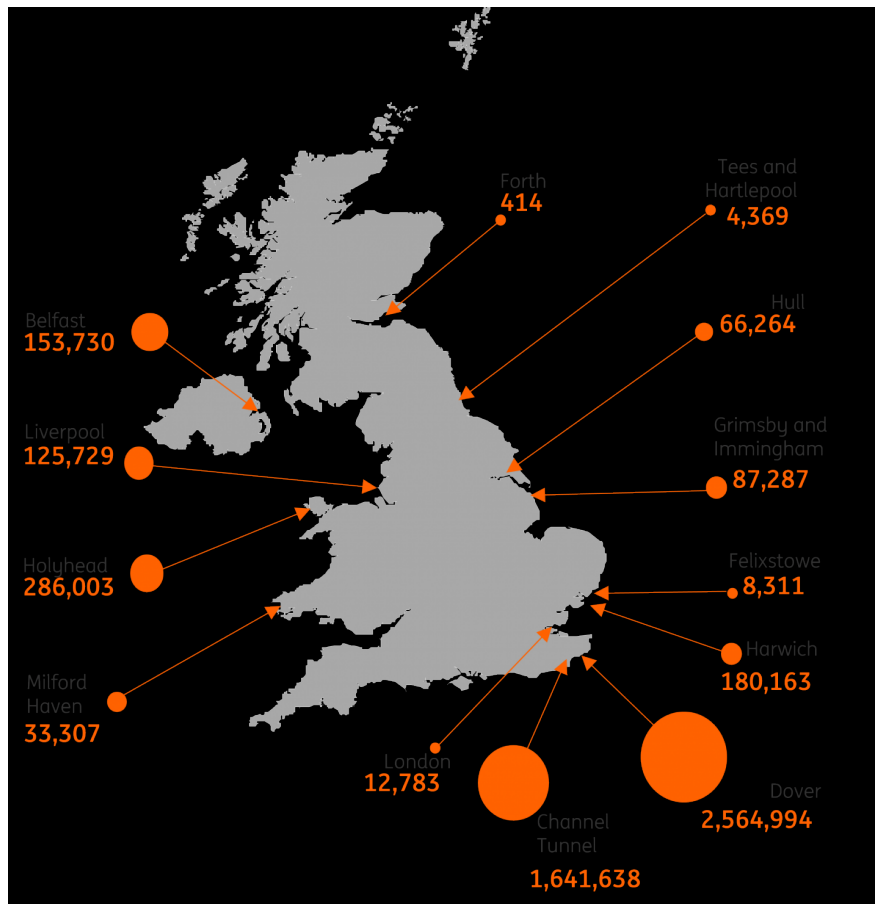 Forth
414
Tees and
Hartlepool
4,369
Hull
66,264
Belfast
153,730
Liverpool
125,729
Grimsby and
Immingham
87,287
Holyhead
286,003
Felixstowe
8,311
Harwich
180,163
Milford
Haven
33,307
London
12,783
Channel
Tunnel
1,641,638
Dover
2,564,994